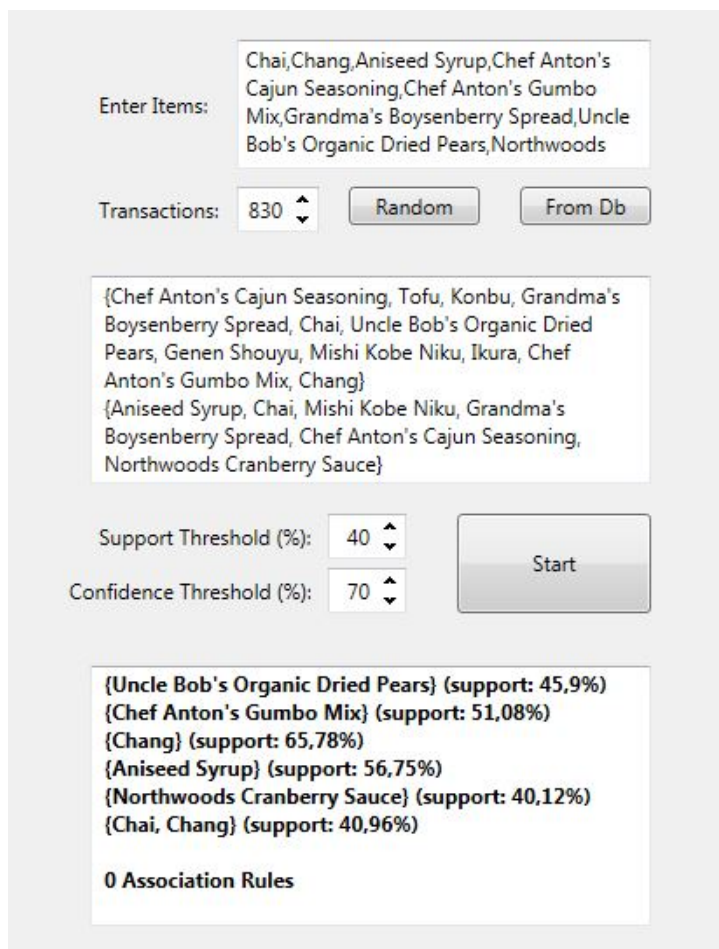 Enter Items:
Chai,Chang,Aniseed Syrup,Chef Anton's
Cajun Seasoning,Chef Anton's Gumbo
Mix,Grandma's Boysenberry Spread,Uncle
Bob's Organic Dried Pears,Northwoods
Transactions: 830 Random From Db
{Chef Anton's Cajun Seasoning, Tofu, Konbu, Grandma's
Boysenberry Spread, Chai, Uncle Bob's Organic Dried
Pears, Genen Shouyu, Mishi Kobe Niku, Ikura, Chef
Anton's Gumbo Mix, Chang}
{Aniseed Syrup, Chai, Mishi Kobe Niku, Grandma's
Boysenberry Spread, Chef Anton's Cajun Seasoning,
Northwoods Cranberry Sauce}
Support Threshold (%): 40
Confidence Threshold (%): 70
Start
{Uncle Bob's Organic Dried Pears} (support: 45,9%)
{Chef Anton's Gumbo Mix} (support: 51,08%)
{Chang} (support: 65,78%)
{Aniseed Syrup} (support: 56,75%)
{Northwoods Cranberry Sauce} (support: 40,12%)
{Chai, Chang} (support: 40,96%)
0 Association Rules